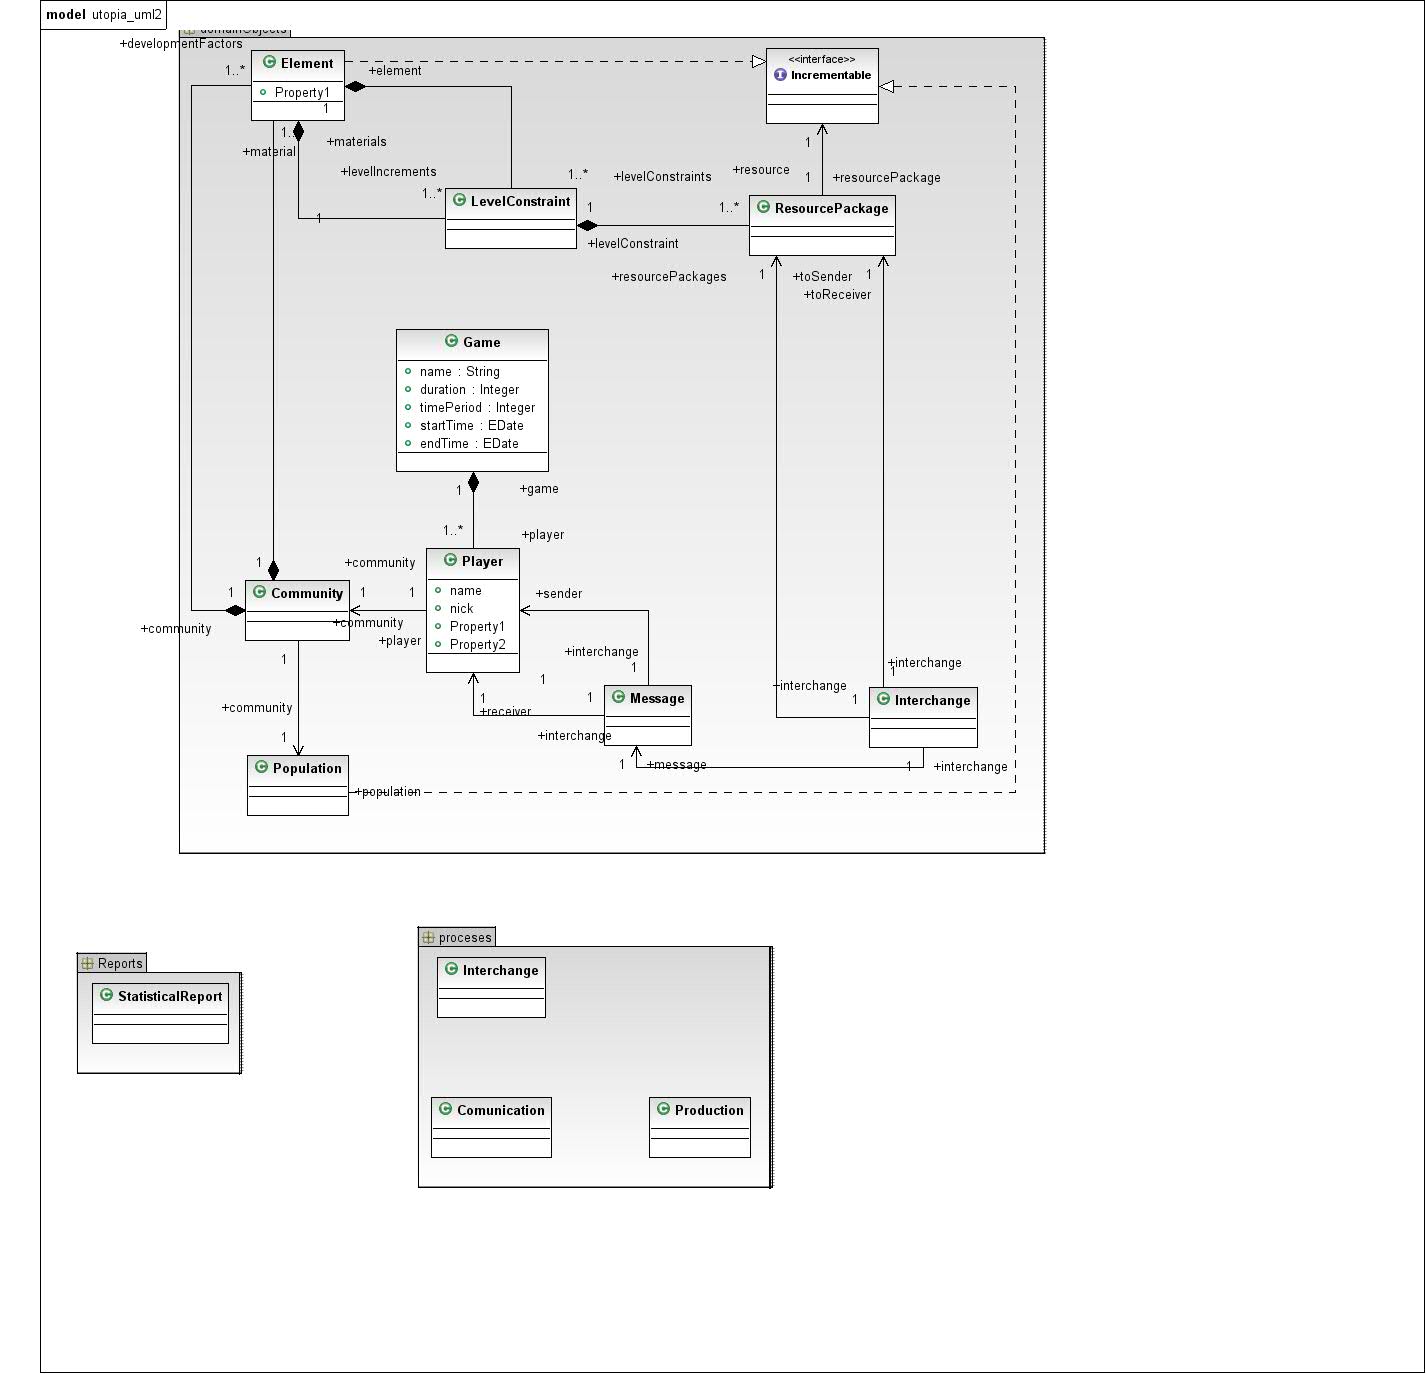 model utopia_uml2
domainObjects
+developmentFactors
1..*
Element
Property1
1
+element
<<interface>>
Incrementable
1..
+material
+materials
+levelIncrements
1..*
1
LevelConstraint
1..*
+levelConstraints
1
+levelConstraint
+resource
1
1
+resourcePackage
1..*
ResourcePackage
+resourcePackages
1
+toSender
1
+toReceiver
Game
name : String
duration : Integer
timePeriod : Integer
startTime : EDate
endTime : EDate
1
+game
1..*
+player
Player
name
nick
Property1
Property2
1
+community
1
Community
1
1
+community
+community
+player
+sender
+interchange
1
1
1
1
+receiver
Message
+interchange
1
+community
1
Population
+population
1
+message
+interchange
1
+interchange
1
Interchange
1
+interchange
Reports
StatisticalReport
proceses
Interchange
Comunication
Production